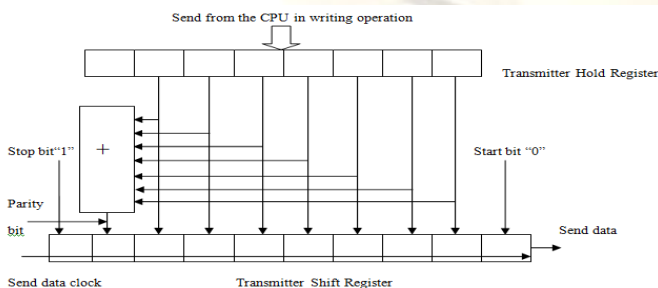 Send from the CPU in writing operation
Transmitter Hold Register
Stop bit“1”
+
Start bit “0”
Parity
bit
Send data
Send data clock
Transmitter Shift Register